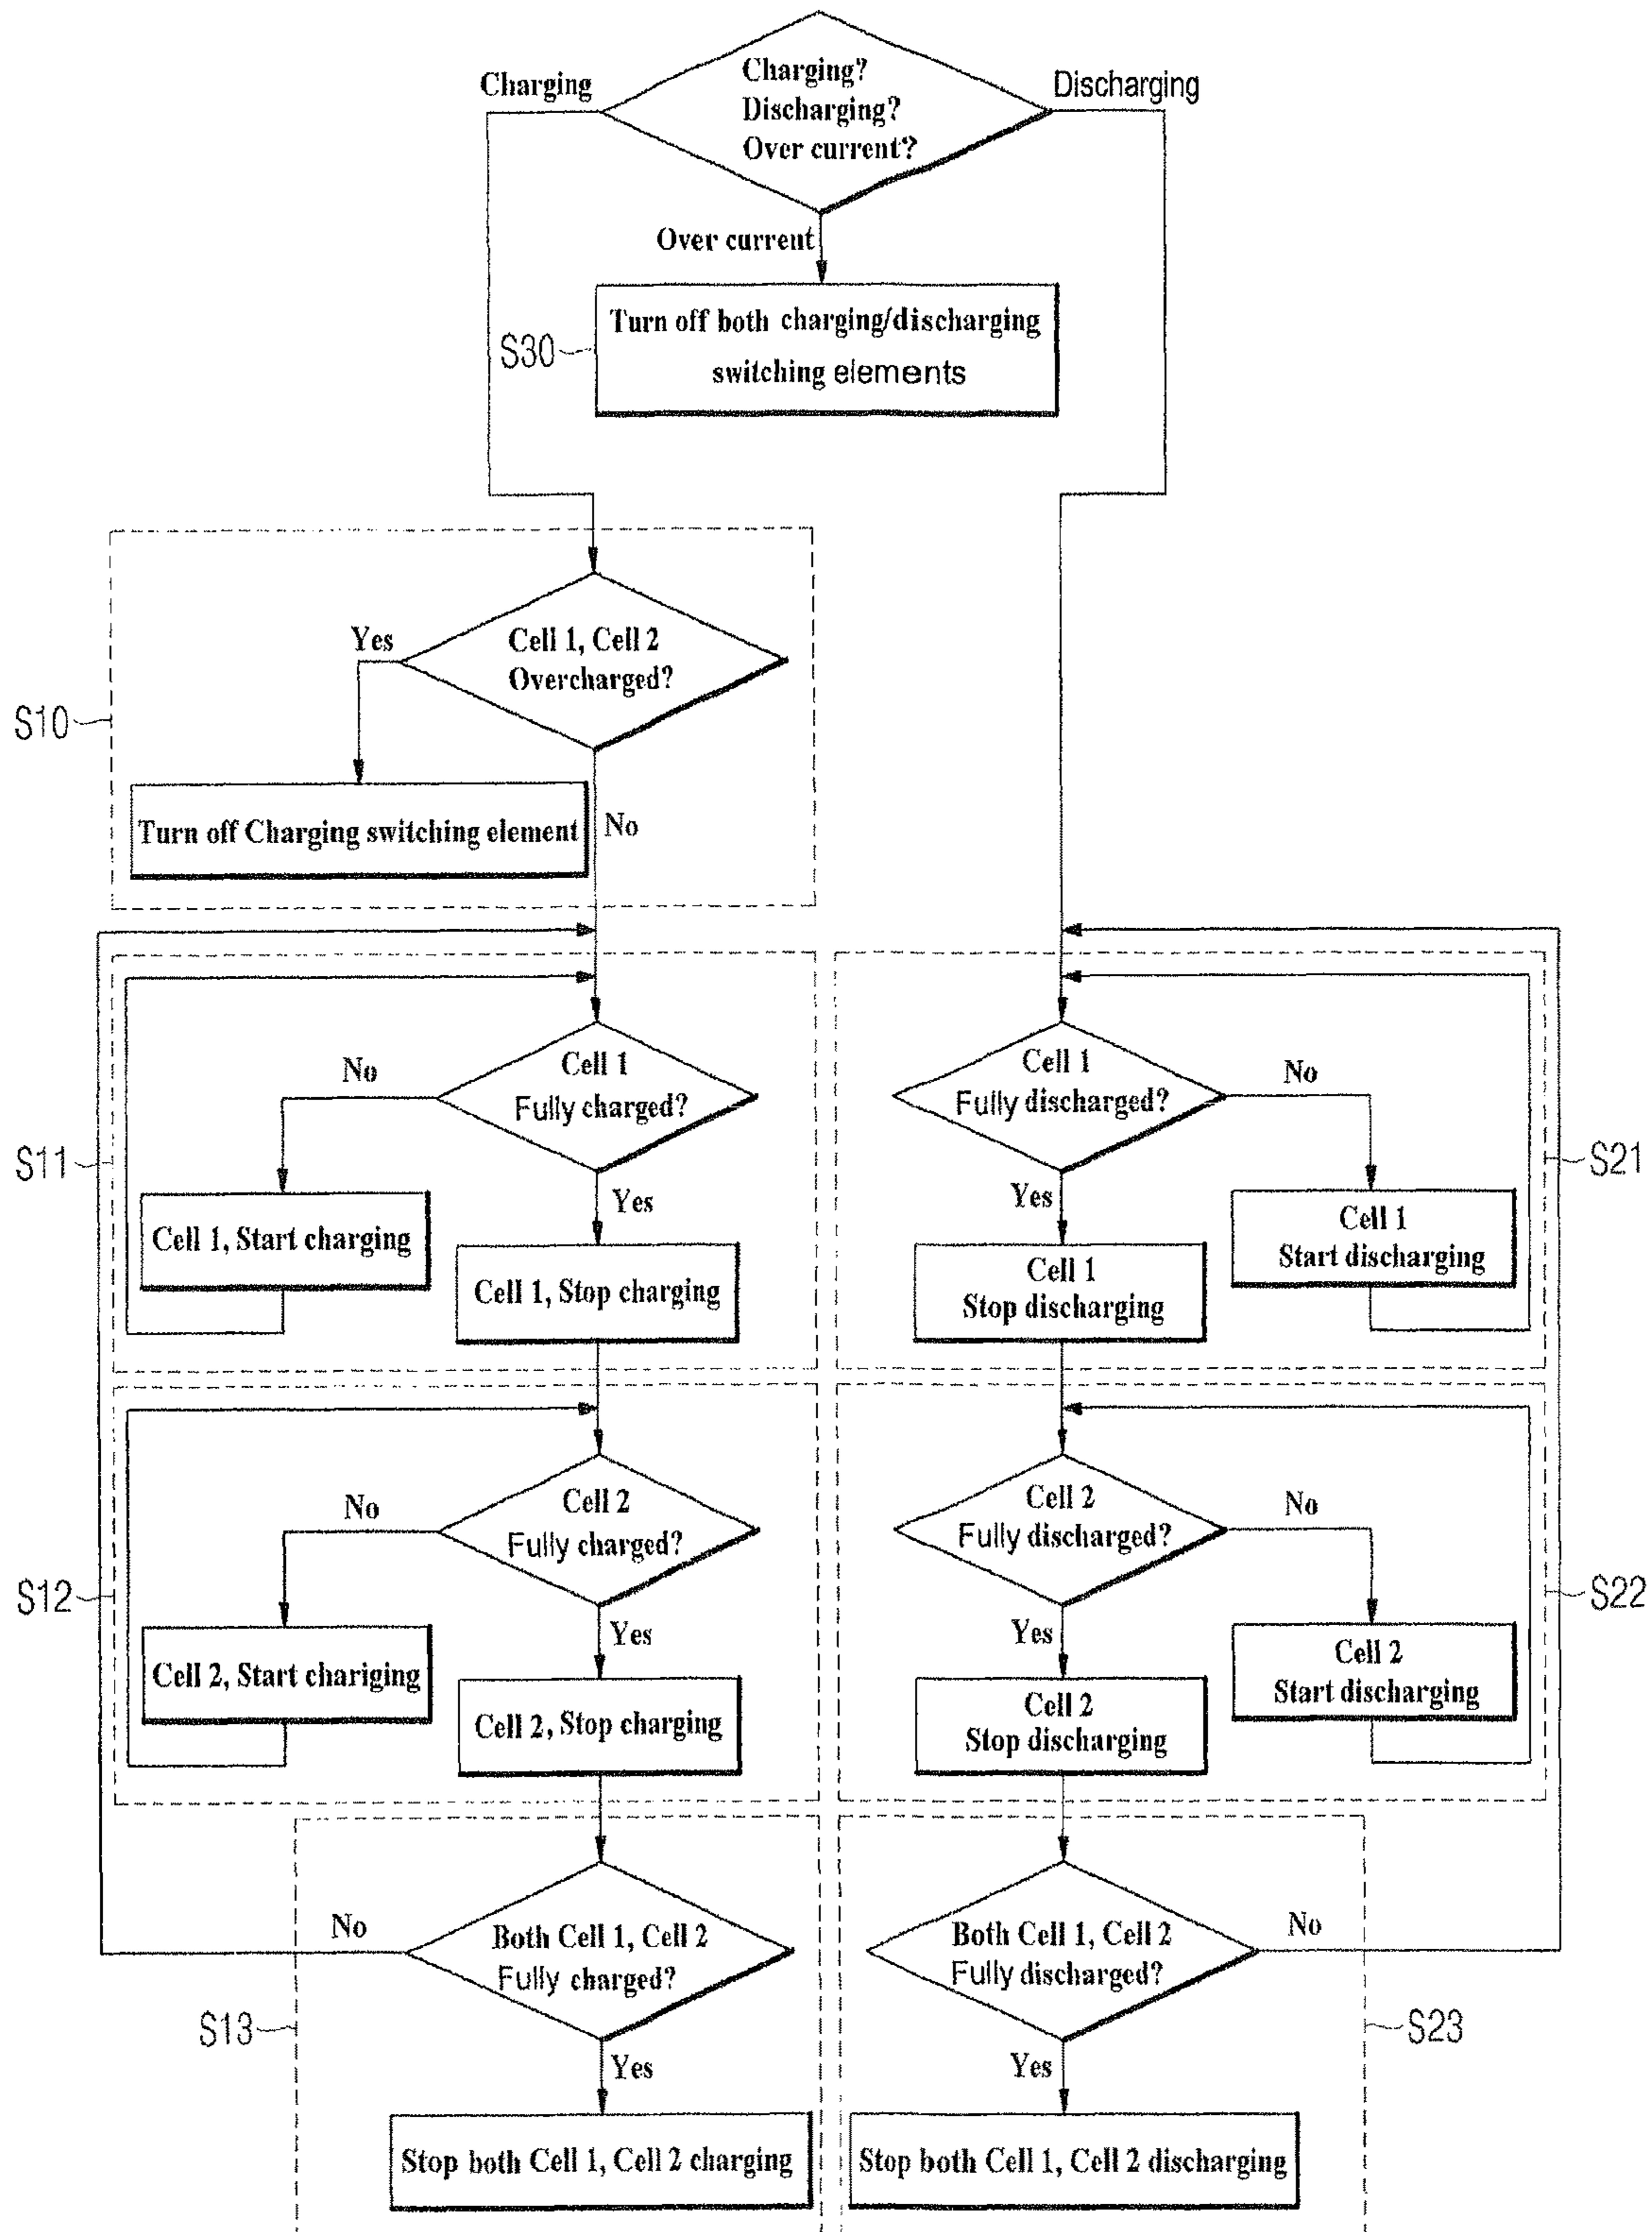 Charging
Charging?
Discharging?
Over current?
Discharging
Over current
Turn off both charging/discharging
switching elements
S30
Yes
Cell 1, Cell 2
Overcharged?
S10
Turn off Charging switching element
No
No
Cell 1
Fully charged?
Yes
S11
Cell 1, Start charging
Cell 1, Stop charging
Cell 1
Fully discharged?
No
Yes
S21
Cell 1
Start discharging
Cell 1
Stop discharging
No
Cell 2
Fully charged?
Yes
S12
Cell 2, Start chariging
Cell 2, Stop charging
Cell 2
Fully discharged?
No
Yes
S22
Cell 2
Start discharging
Cell 2
Stop discharging
No
Both Cell 1, Cell 2
Fully charged?
S13
Yes
Stop both Cell 1, Cell 2 charging
Both Cell 1, Cell 2
Fully discharged?
No
S23
Yes
Stop both Cell 1, Cell 2 discharging